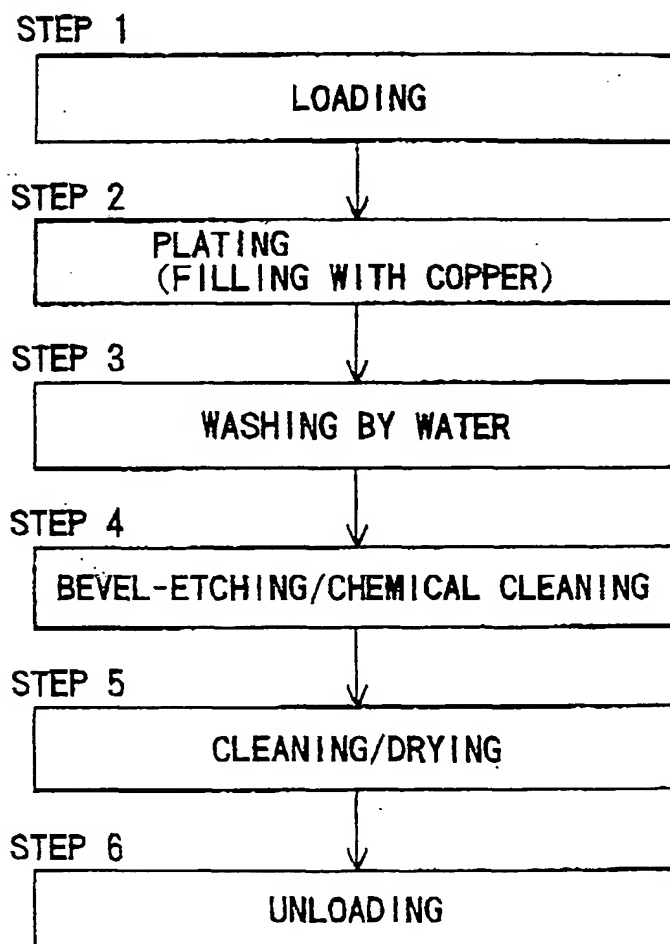 STEP 1
LOADING
STEP 2
PLATING
(FILLING WITH COPPER)
STEP 3
WASHING BY WATER
STEP 4
BEVEL-ETCHING/CHEMICAL CLEANING
STEP 5
CLEANING/DRYING
STEP 6
UNLOADING